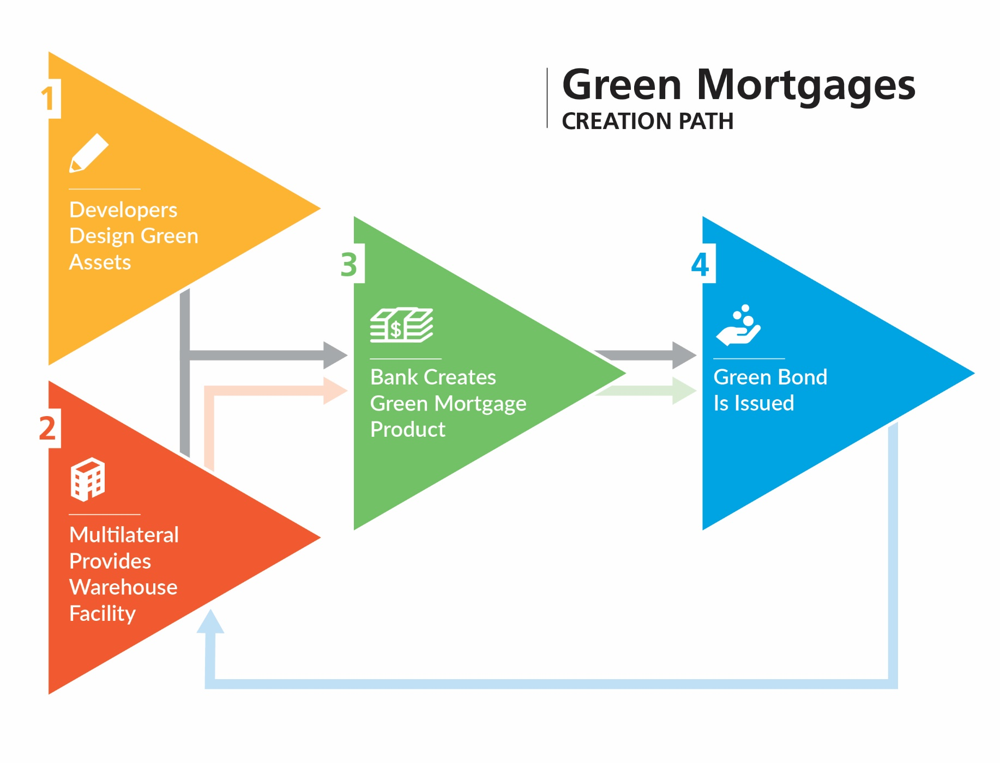 Green Mortgages
CREATION PATH
1
Developers
Design Green
Assets
2
Multilateral
Provides
Warehouse
Facility
3
$
Bank Creates
Green Mortgage
Product
4
Green Bond
Is Issued